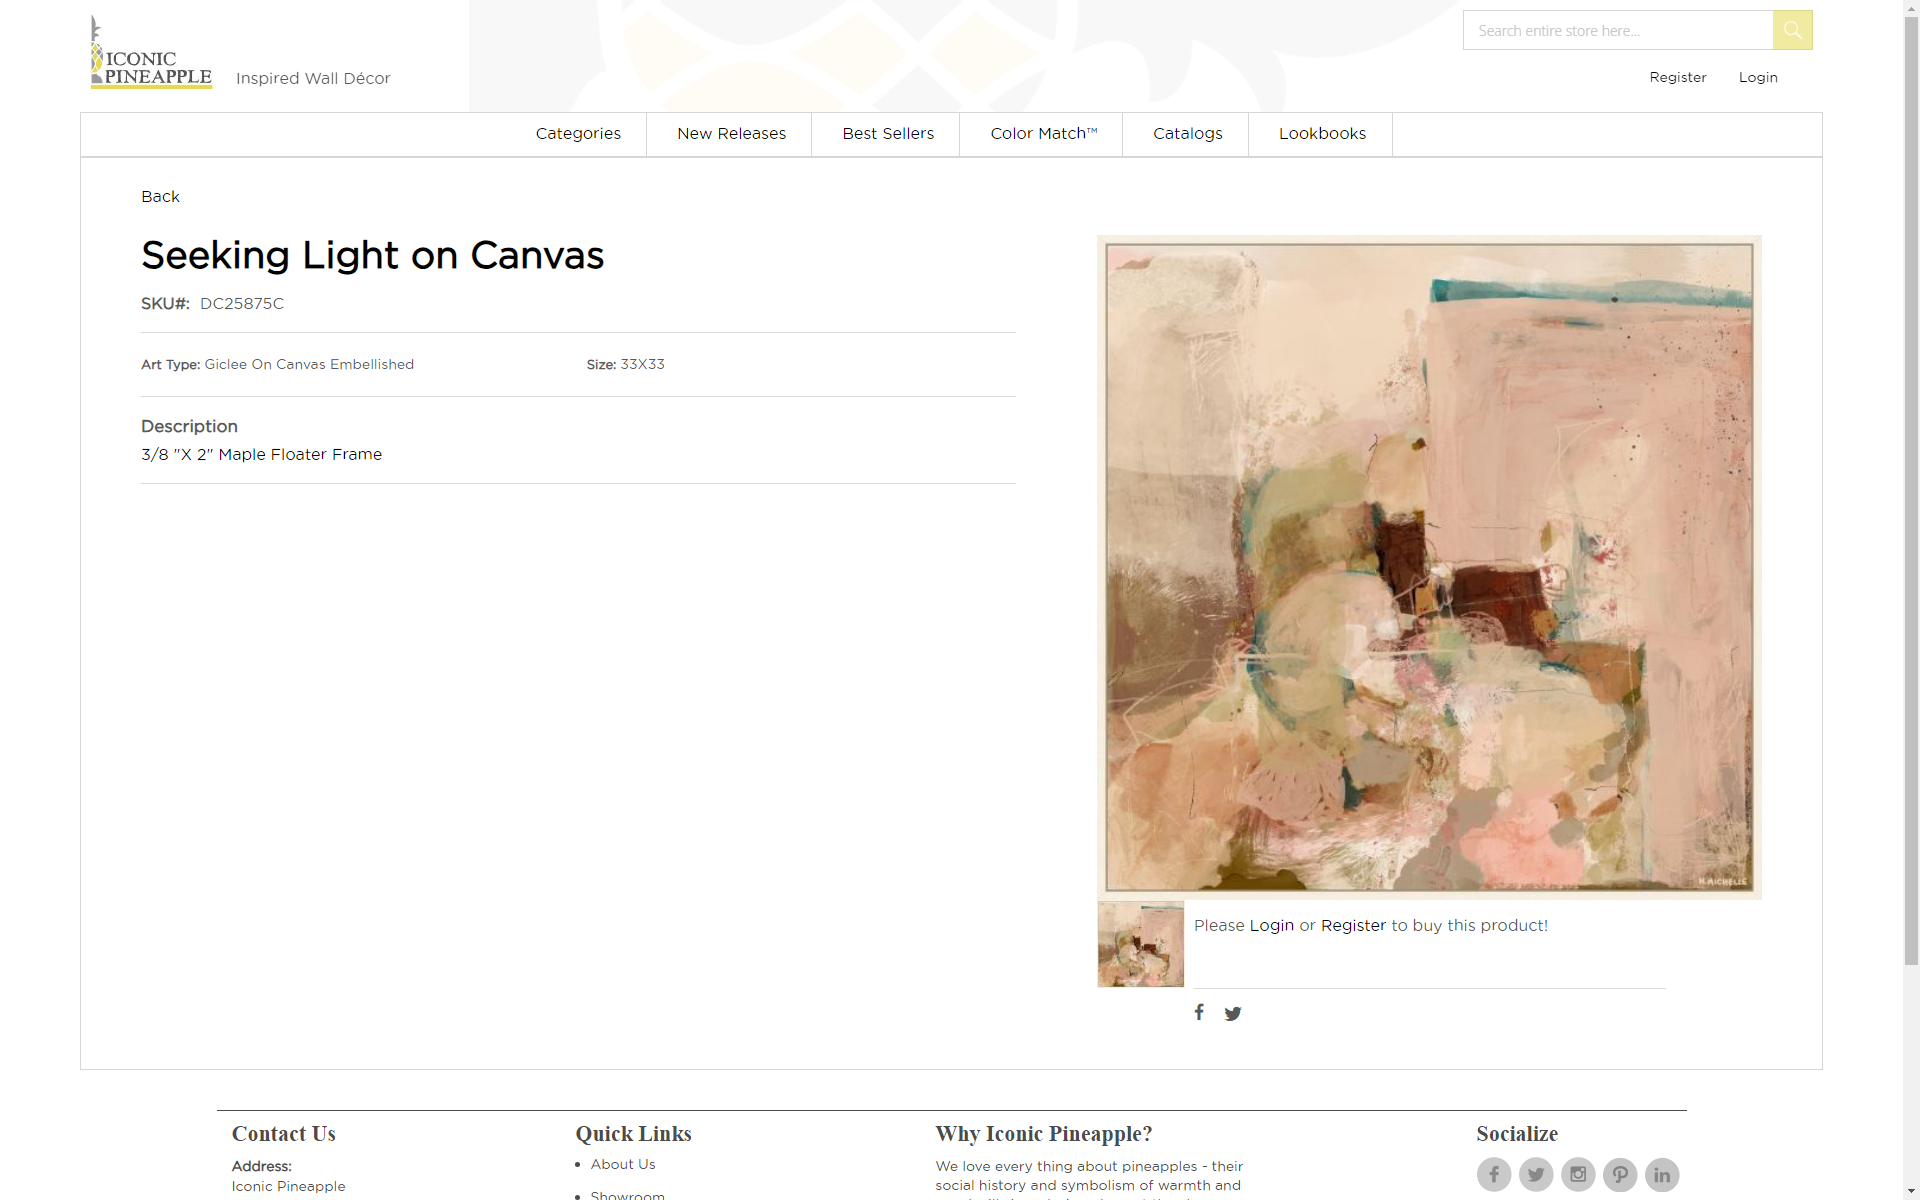 ICONIC
PINEAPPLE
Inspired Wall Décor
Search entire store here...
Register
Login
Categories
New Releases
Best Sellers
Color Match™
Catalogs
Lookbooks
Back
Seeking Light on Canvas
SKU#: DC25875C
Art Type: Giclee On Canvas Embellished
Size: 33X33
Description
3/8 "X 2" Maple Floater Frame
H.MICHELLE
Please Login or Register to buy this product!
Contact Us
Address:
Iconic Pineapple
Quick Links
About Us
Showroom
Why Iconic Pineapple?
We love every thing about pineapples - their
social history and symbolism of warmth and
Socialize